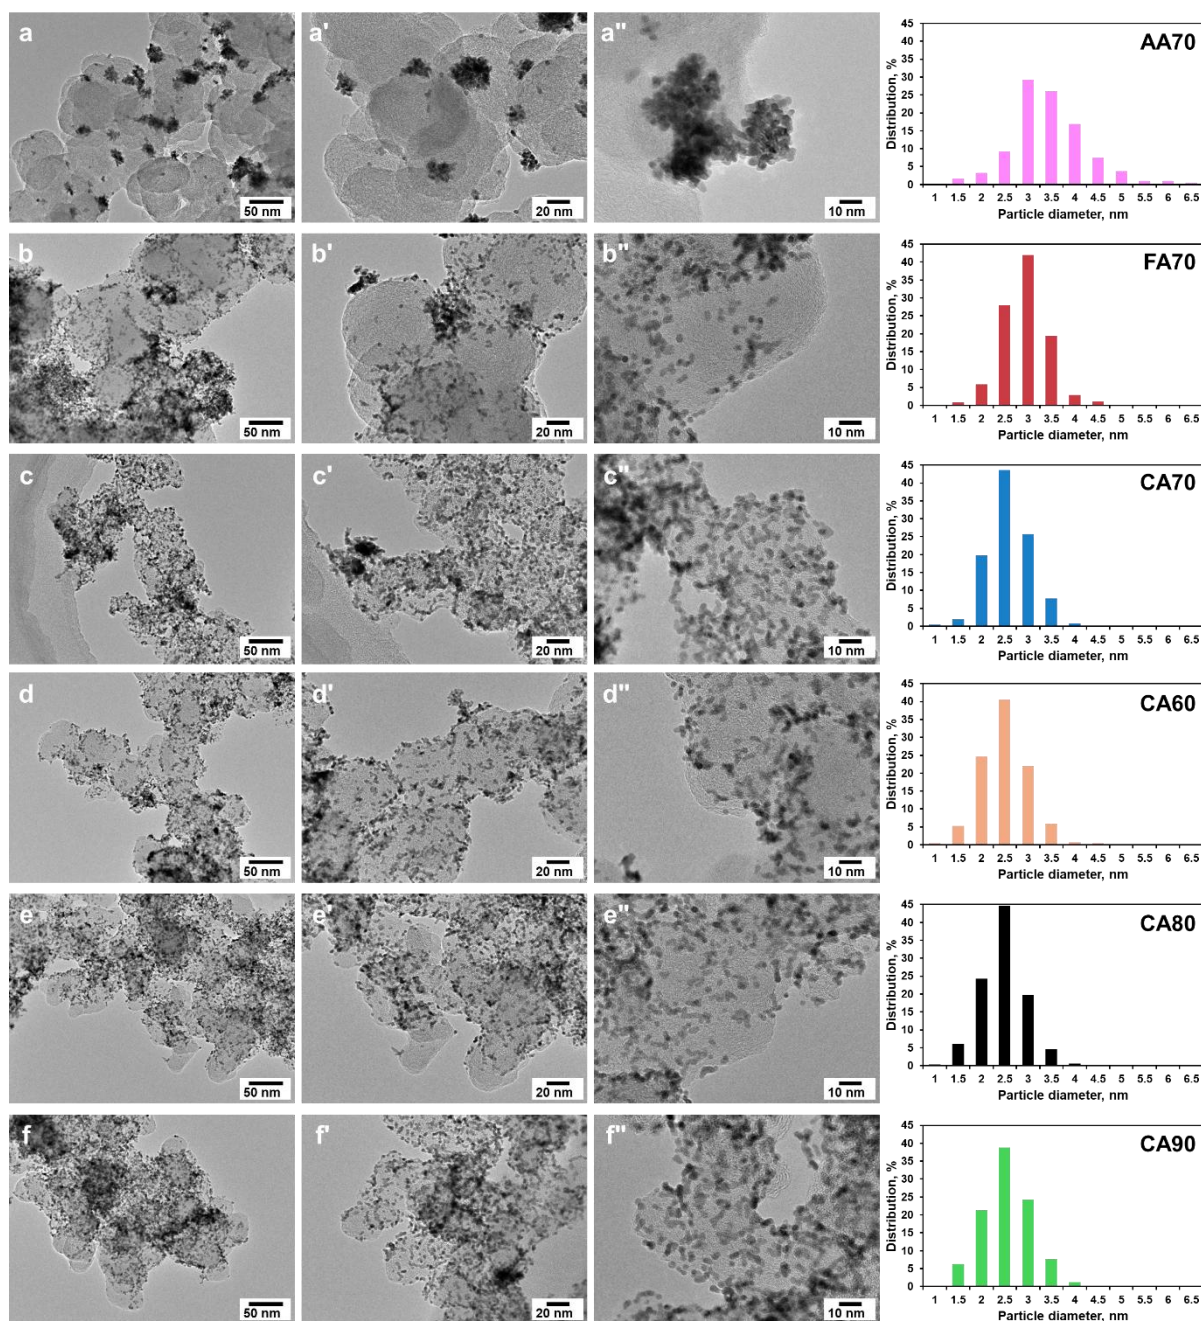 a
50 nm
a'
20 nm
a"
10 nm
AA70
Distribution, %
45
40
35
30
25
20
15
10
5
0
1 1.5 2 2.5 3 3.5 4 4.5 5 5.5 6 6.5
Particle diameter, nm
b
50 nm
b'
20 nm
b"
10 nm
FA70
Distribution, %
45
40
35
30
25
20
15
10
5
0
1 1.5 2 2.5 3 3.5 4 4.5 5 5.5 6 6.5
Particle diameter, nm
c
50 nm
c'
20 nm
c"
10 nm
CA70
Distribution, %
45
40
35
30
25
20
15
10
5
0
1 1.5 2 2.5 3 3.5 4 4.5 5 5.5 6 6.5
Particle diameter, nm
d
50 nm
d'
20 nm
d"
10 nm
CA60
Distribution, %
45
40
35
30
25
20
15
10
5
0
1 1.5 2 2.5 3 3.5 4 4.5 5 5.5 6 6.5
Particle diameter, nm
e
50 nm
e'
20 nm
e"
10 nm
CA80
Distribution, %
45
40
35
30
25
20
15
10
5
0
1 1.5 2 2.5 3 3.5 4 4.5 5 5.5 6 6.5
Particle diameter, nm
f
50 nm
f'
20 nm
f"
10 nm
CA90
Distribution, %
45
40
35
30
25
20
15
10
5
0
1 1.5 2 2.5 3 3.5 4 4.5 5 5.5 6 6.5
Particle diameter, nm